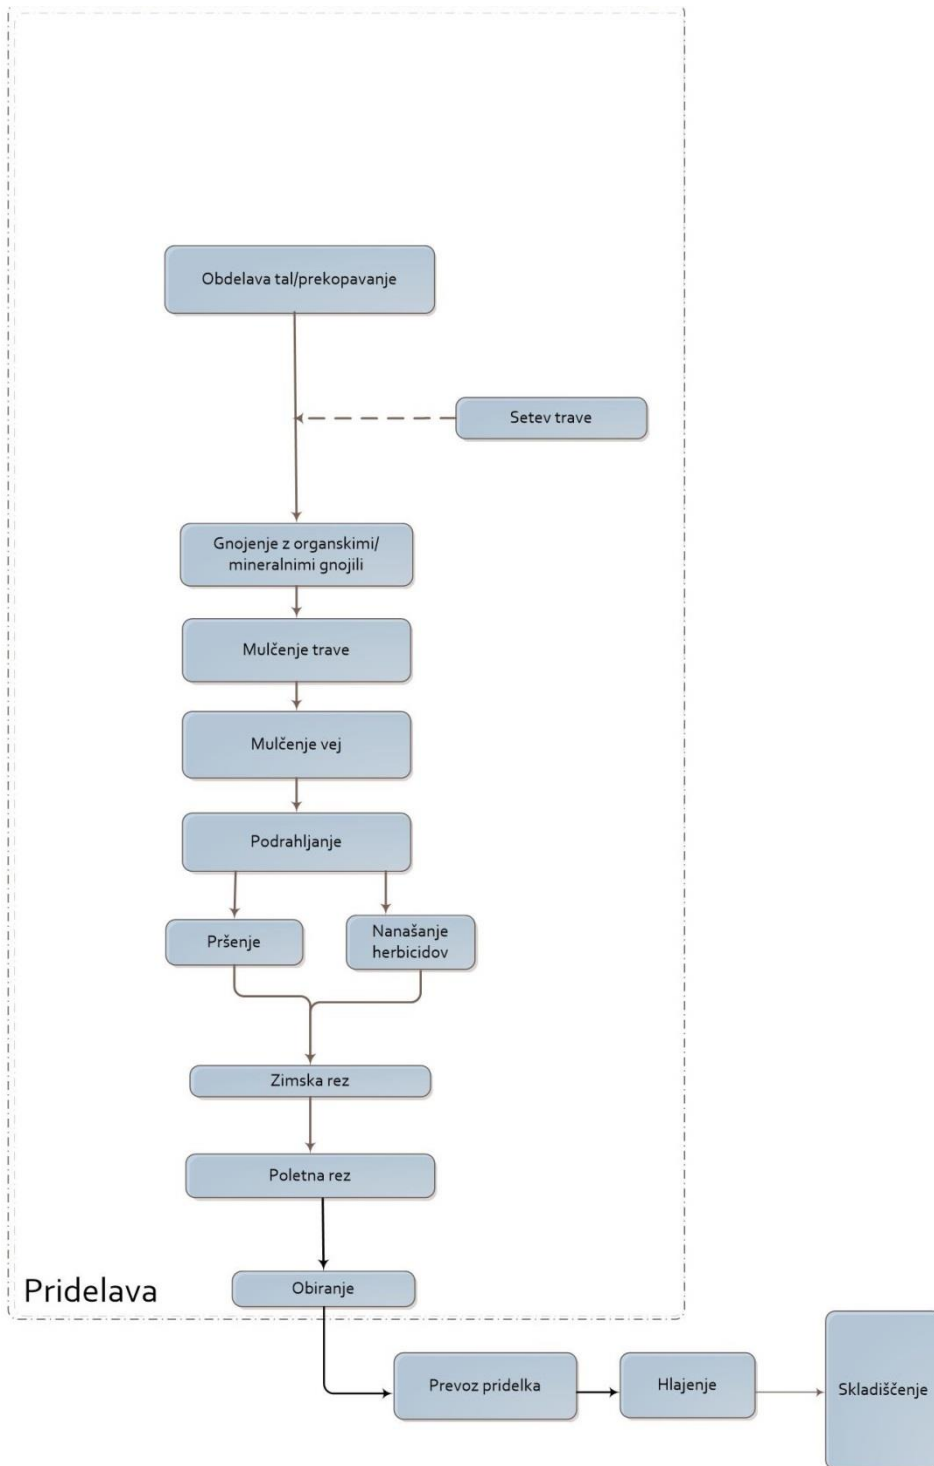 Obdelava tal/prekopavanje
Setev trave
Gnojenje z organskimi/
mineralnimi gnojili
Mulčenje trave
Mulčenje vej
Podrahljanje
Pršenje
Nanašanje
herbicidov
Zimska rez
Poletna rez
Obiranje
Pridelava
Prevoz pridelka
Hlajenje
Skladiščenje